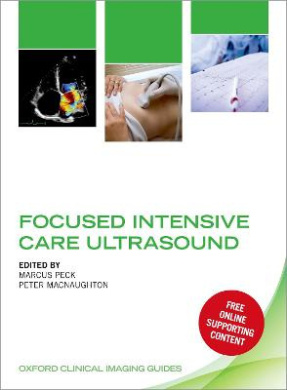 FOCUSED INTENSIVE
CARE ULTRASOUND
EDITED BY
MARCUS PECK
PETER MACNAUGHTON
FREE
ONLINE
SUPPORTING
CONTENT
OXFORD CLINICAL IMAGING GUIDES